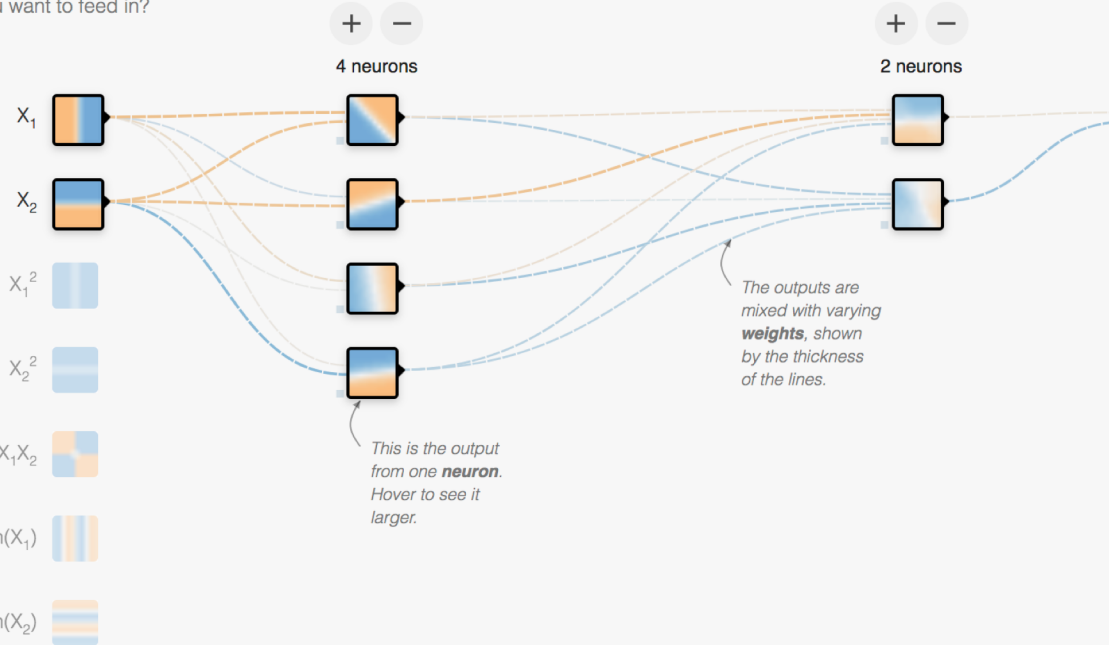 u want to feed in?
+ −
+ −
4 neurons
2 neurons
X1
X2
X1²
X2²
X1X2
n(X1)
n(X2)
The outputs are
mixed with varying
weights, shown
by the thickness
of the lines.
This is the output
from one neuron.
Hover to see it
larger.